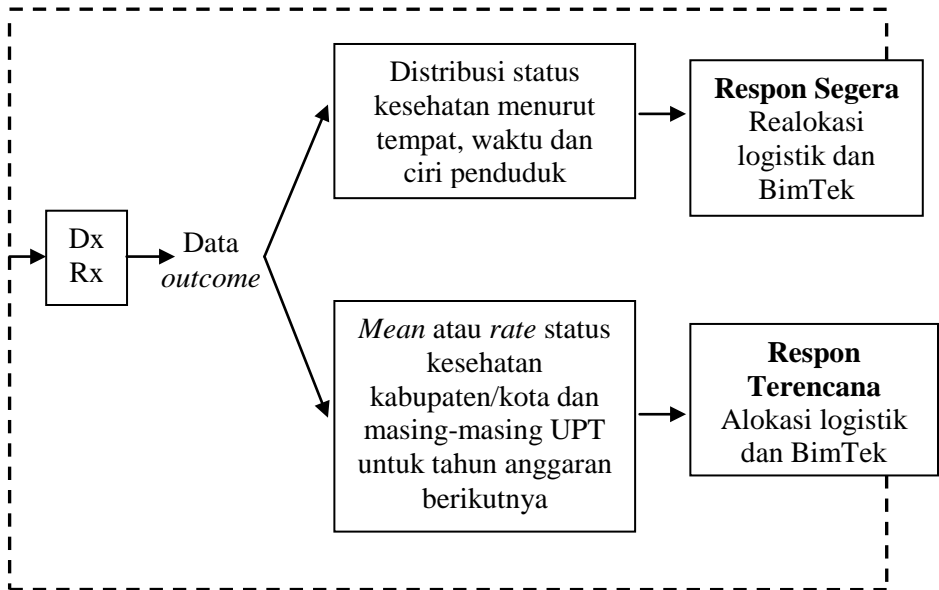 Dx
Rx
Data
outcome
Distribusi status
kesehatan menurut
tempat, waktu dan
ciri penduduk
Respon Segera
Realokasi
logistik dan
BimTek
Mean atau rate status
kesehatan
kabupaten/kota dan
masing-masing UPT
untuk tahun anggaran
berikutnya
Respon
Terencana
Alokasi logistik
dan BimTek